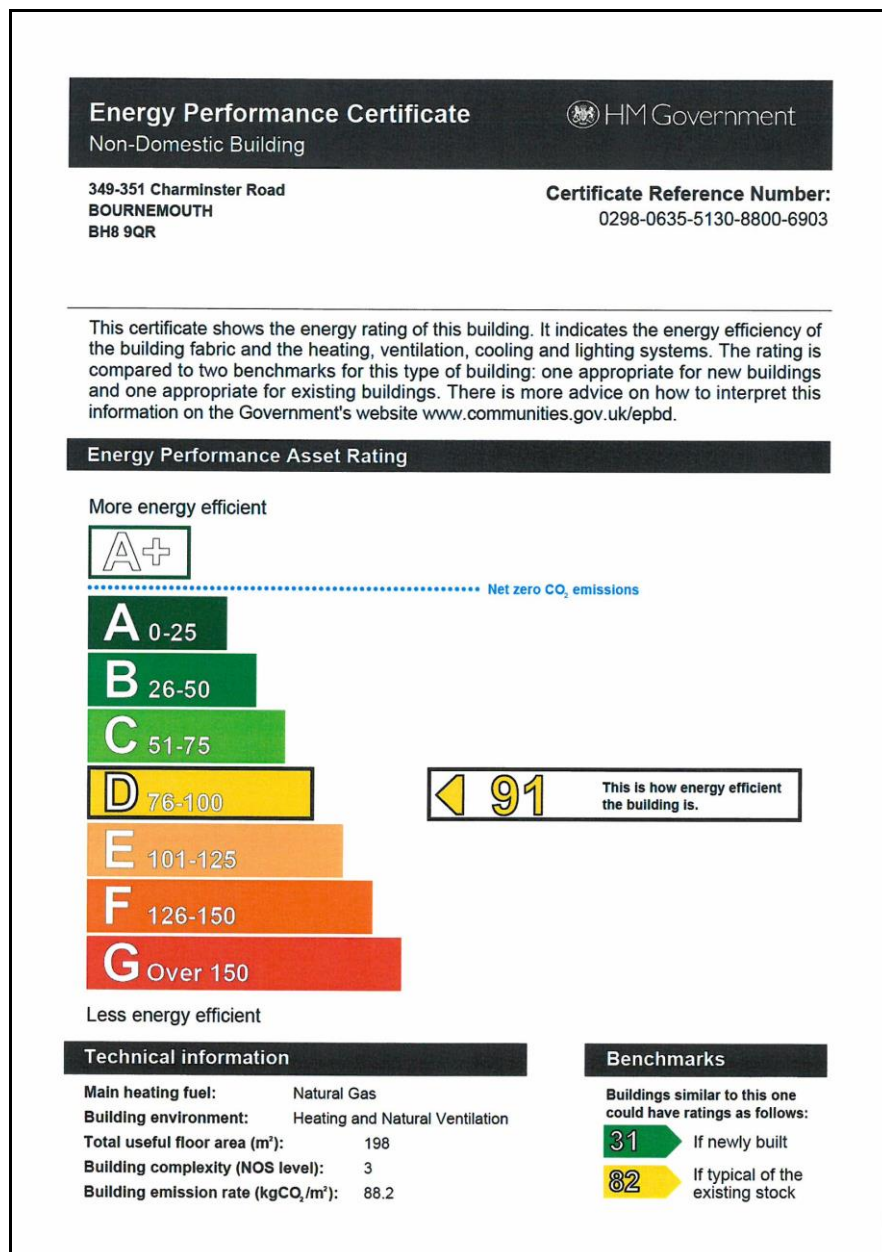 Energy Performance Certificate
HM Government
Non-Domestic Building
349-351 Charminster Road
BOURNEMOUTH
BH8 9QR
Certificate Reference Number:
0298-0635-5130-8800-6903
This certificate shows the energy rating of this building. It indicates the energy efficiency of
the building fabric and the heating, ventilation, cooling and lighting systems. The rating is
compared to two benchmarks for this type of building: one appropriate for new buildings
and one appropriate for existing buildings. There is more advice on how to interpret this
information on the Government's website www.communities.gov.uk/epbd.
Energy Performance Asset Rating
More energy efficient
A+
Net zero CO₂ emissions
A 0-25
B 26-50
C 51-75
D 76-100
91
This is how energy efficient
the building is.
E 101-125
F 126-150
G Over 150
Less energy efficient
Technical information
Main heating fuel: Natural Gas
Building environment: Heating and Natural Ventilation
Total useful floor area (m²): 198
Building complexity (NOS level): 3
Building emission rate (kgCO₂/m²): 88.2
Benchmarks
Buildings similar to this one
could have ratings as follows:
31 If newly built
82 If typical of the
existing stock